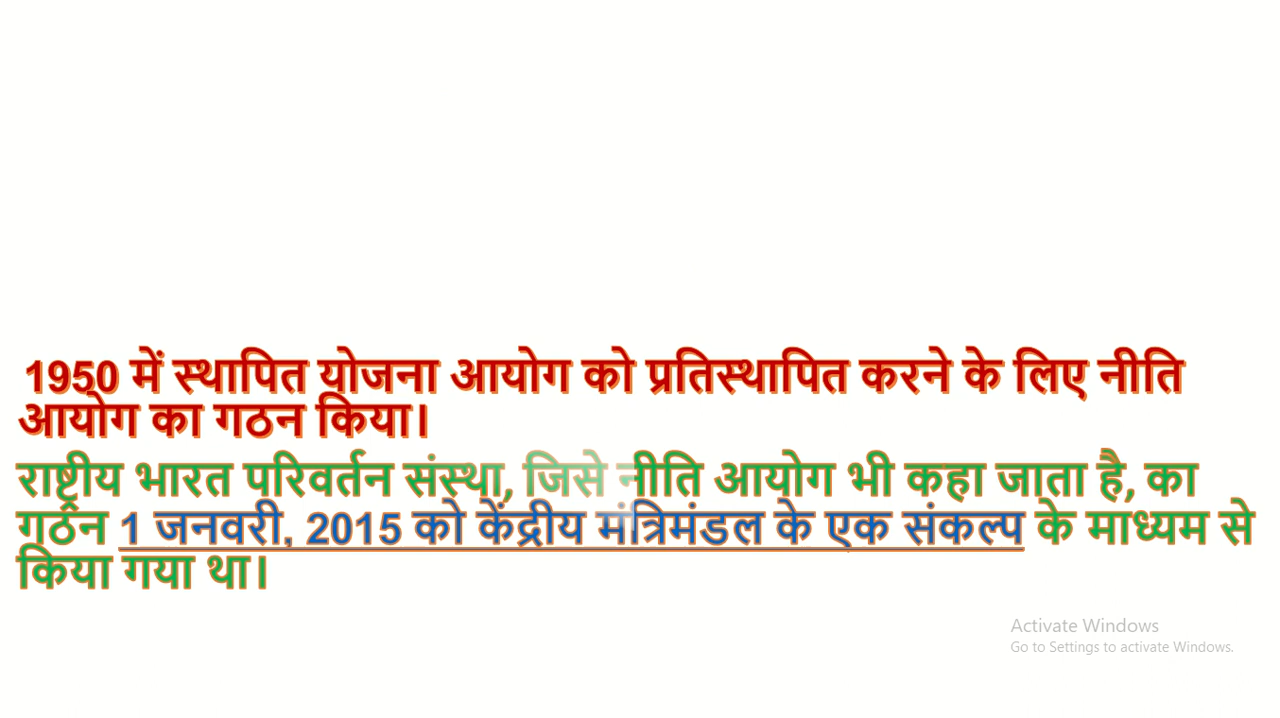 1950 में स्थापित योजना आयोग को प्रतिस्थापित करने के लिए नीति
आयोग का गठन किया।
राष्ट्रीय भारत परिवर्तन संस्था, जिसे नीति आयोग भी कहा जाता है, का
गठन 1 जनवरी, 2015 को केंद्रीय मंत्रिमंडल के एक संकल्प के माध्यम से
किया गया था।
Activate Windows
Go to Settings to activate Windows.